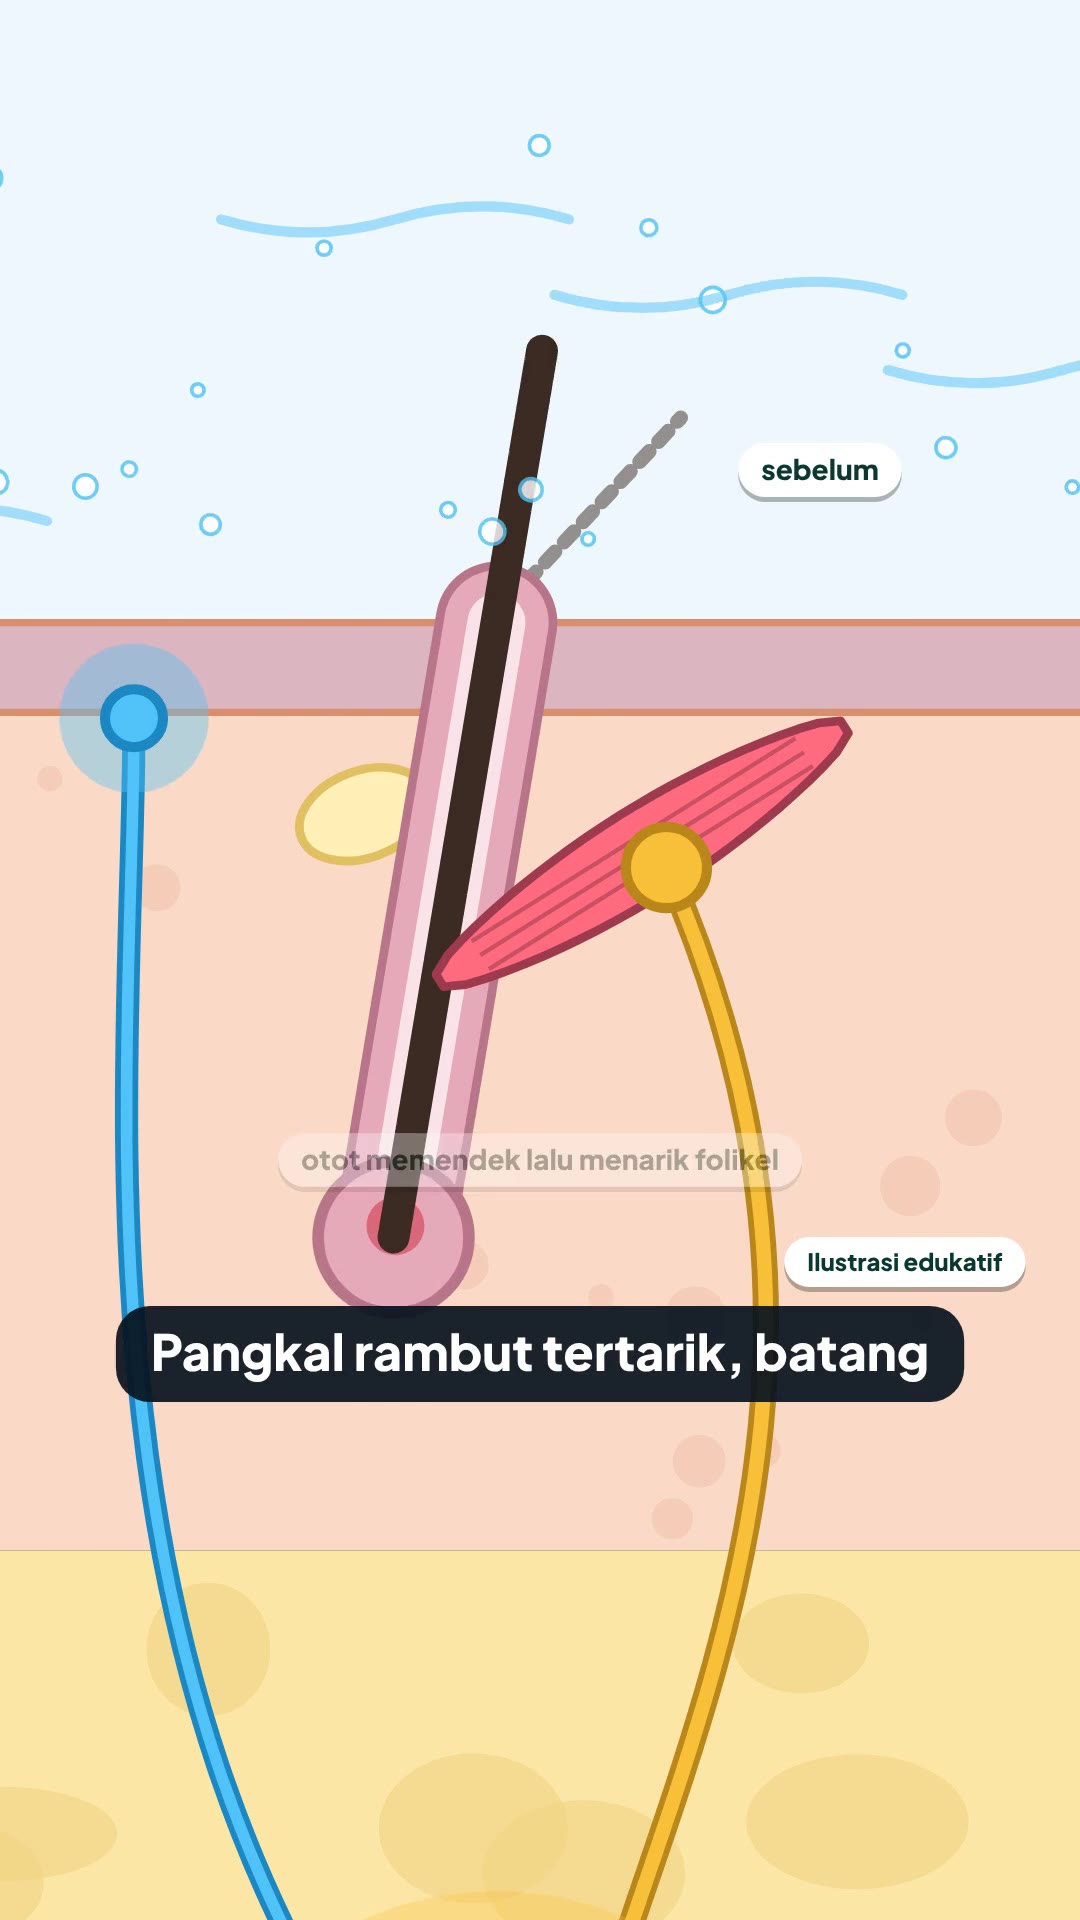 sebelum
otot memendek lalu menarik folikel
Ilustrasi edukatif
Pangkal rambut tertarik, batang